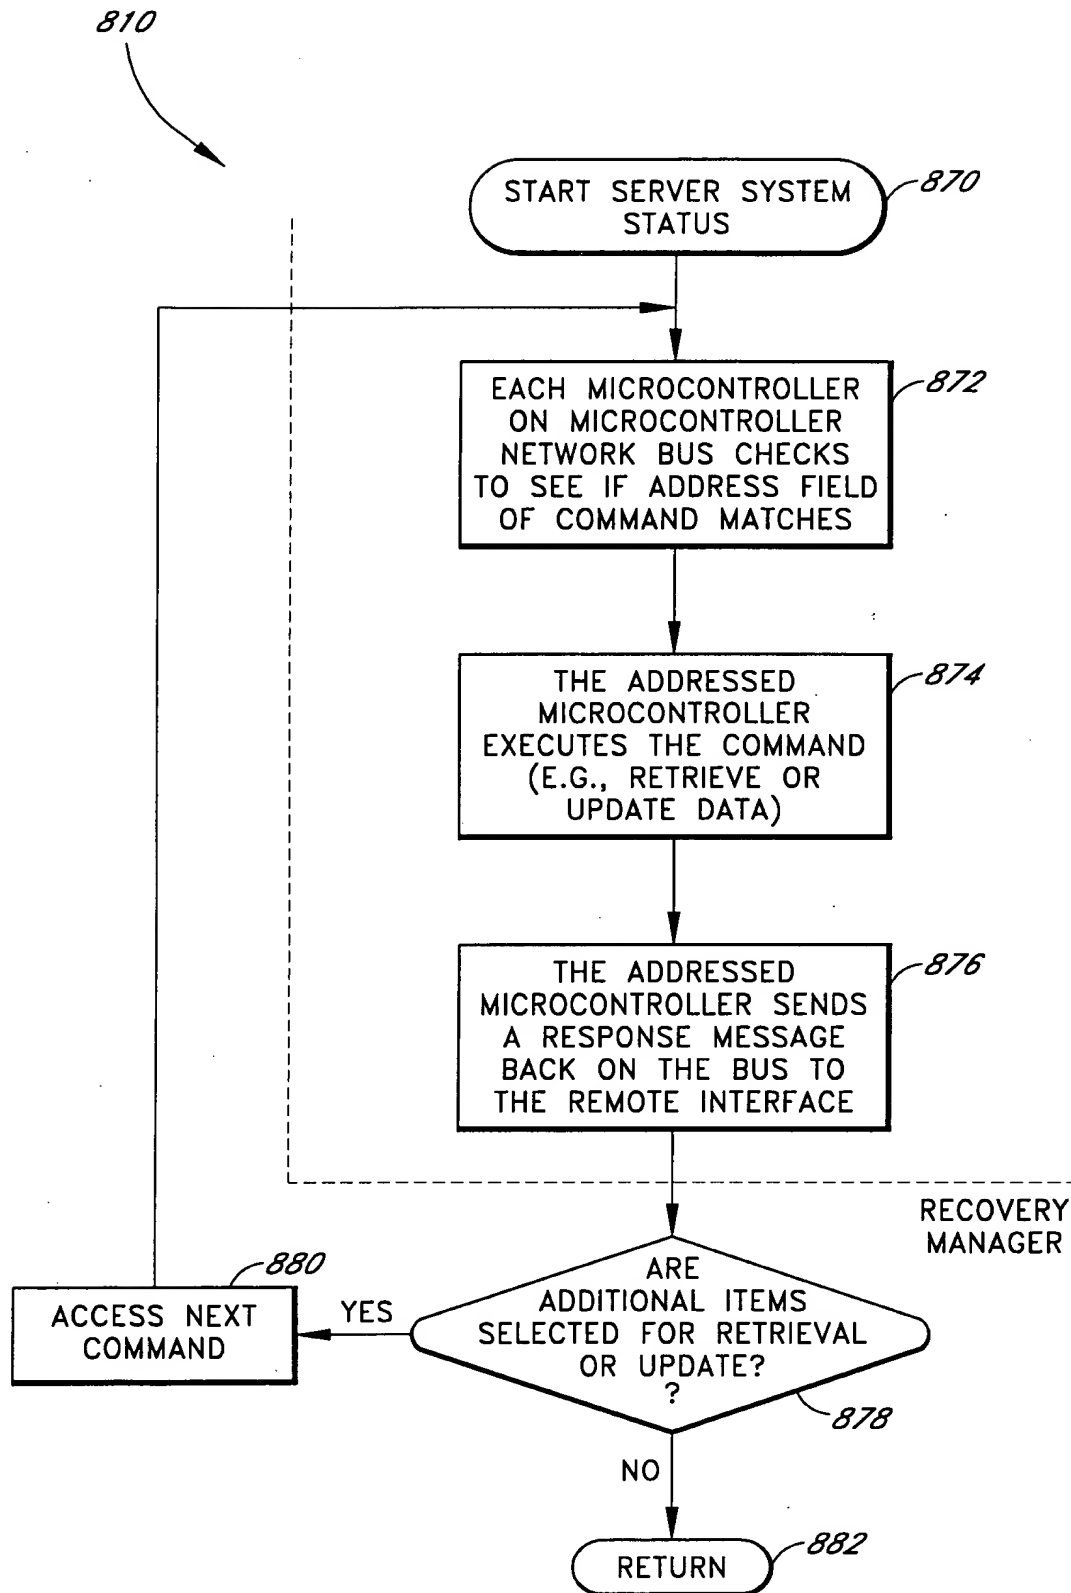 810
START SERVER SYSTEM
STATUS
870
EACH MICROCONTROLLER
ON MICROCONTROLLER
NETWORK BUS CHECKS
TO SEE IF ADDRESS FIELD
OF COMMAND MATCHES
872
THE ADDRESSED
MICROCONTROLLER
EXECUTES THE COMMAND
(E.G., RETRIEVE OR
UPDATE DATA)
874
THE ADDRESSED
MICROCONTROLLER SENDS
A RESPONSE MESSAGE
BACK ON THE BUS TO
THE REMOTE INTERFACE
876
RECOVERY
MANAGER
ARE
ADDITIONAL ITEMS
SELECTED FOR RETRIEVAL
OR UPDATE?
?
878
YES
880
ACCESS NEXT
COMMAND
NO
RETURN
882